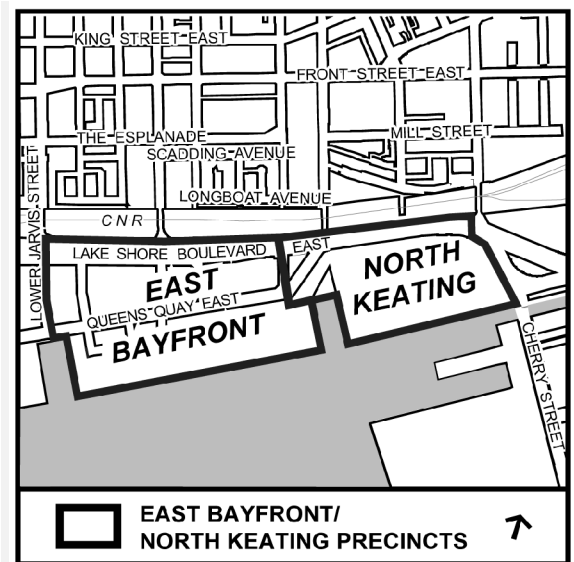 KING STREET EAST
FRONT STREET EAST
THE ESPLANADE
MILL STREET
SCADDING AVENUE
LONGBOAT AVENUE
LOWER JARVIS STREET
CNR
LAKE SHORE BOULEVARD EAST
EAST
BAYFRONT
QUEENS QUAY EAST
NORTH
KEATING
CHERRY STREET
EAST BAYFRONT/
NORTH KEATING PRECINCTS